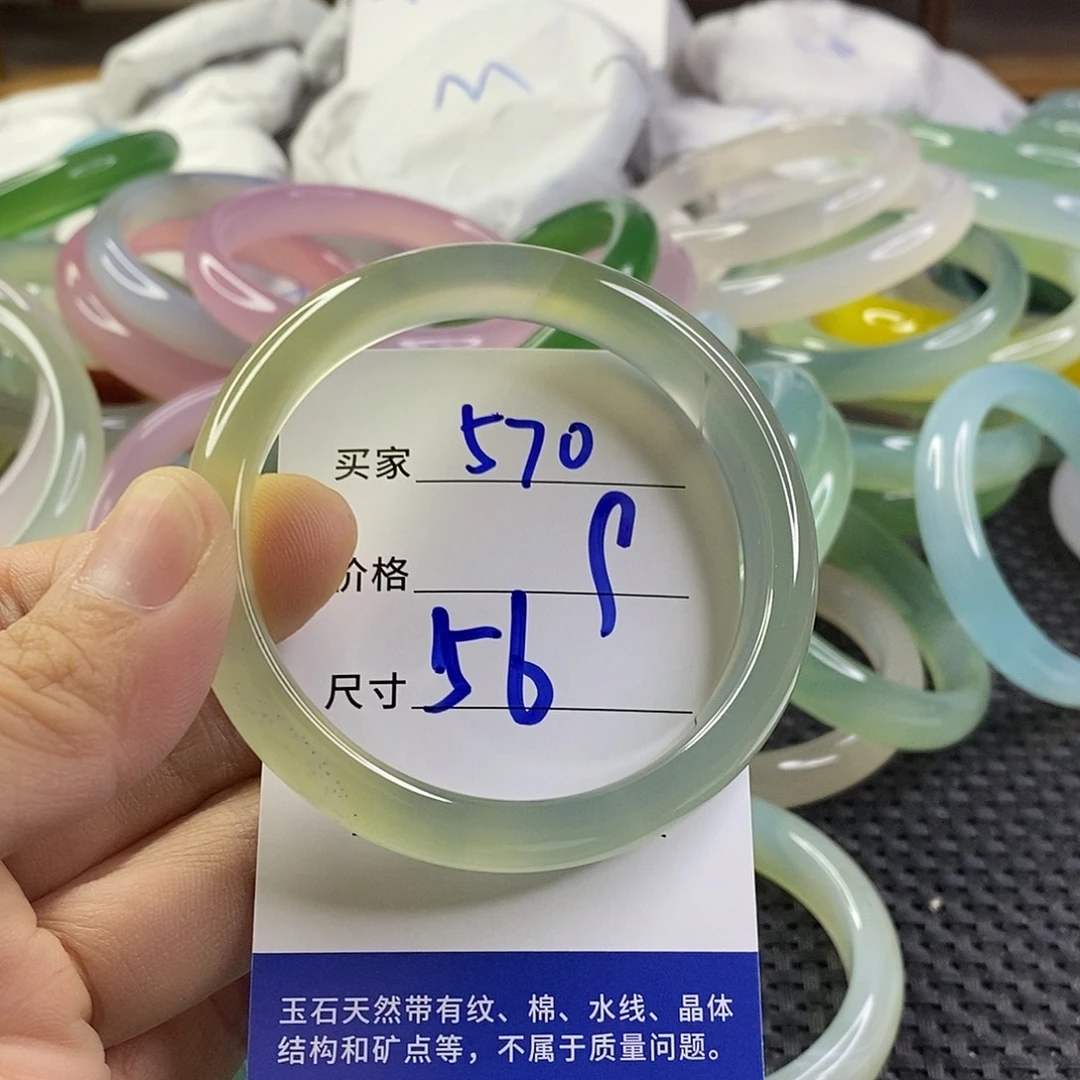 M
买家 570
价格
尺寸 56
玉石天然带有纹、棉、水线、晶体
结构和矿点等，不属于质量问题。